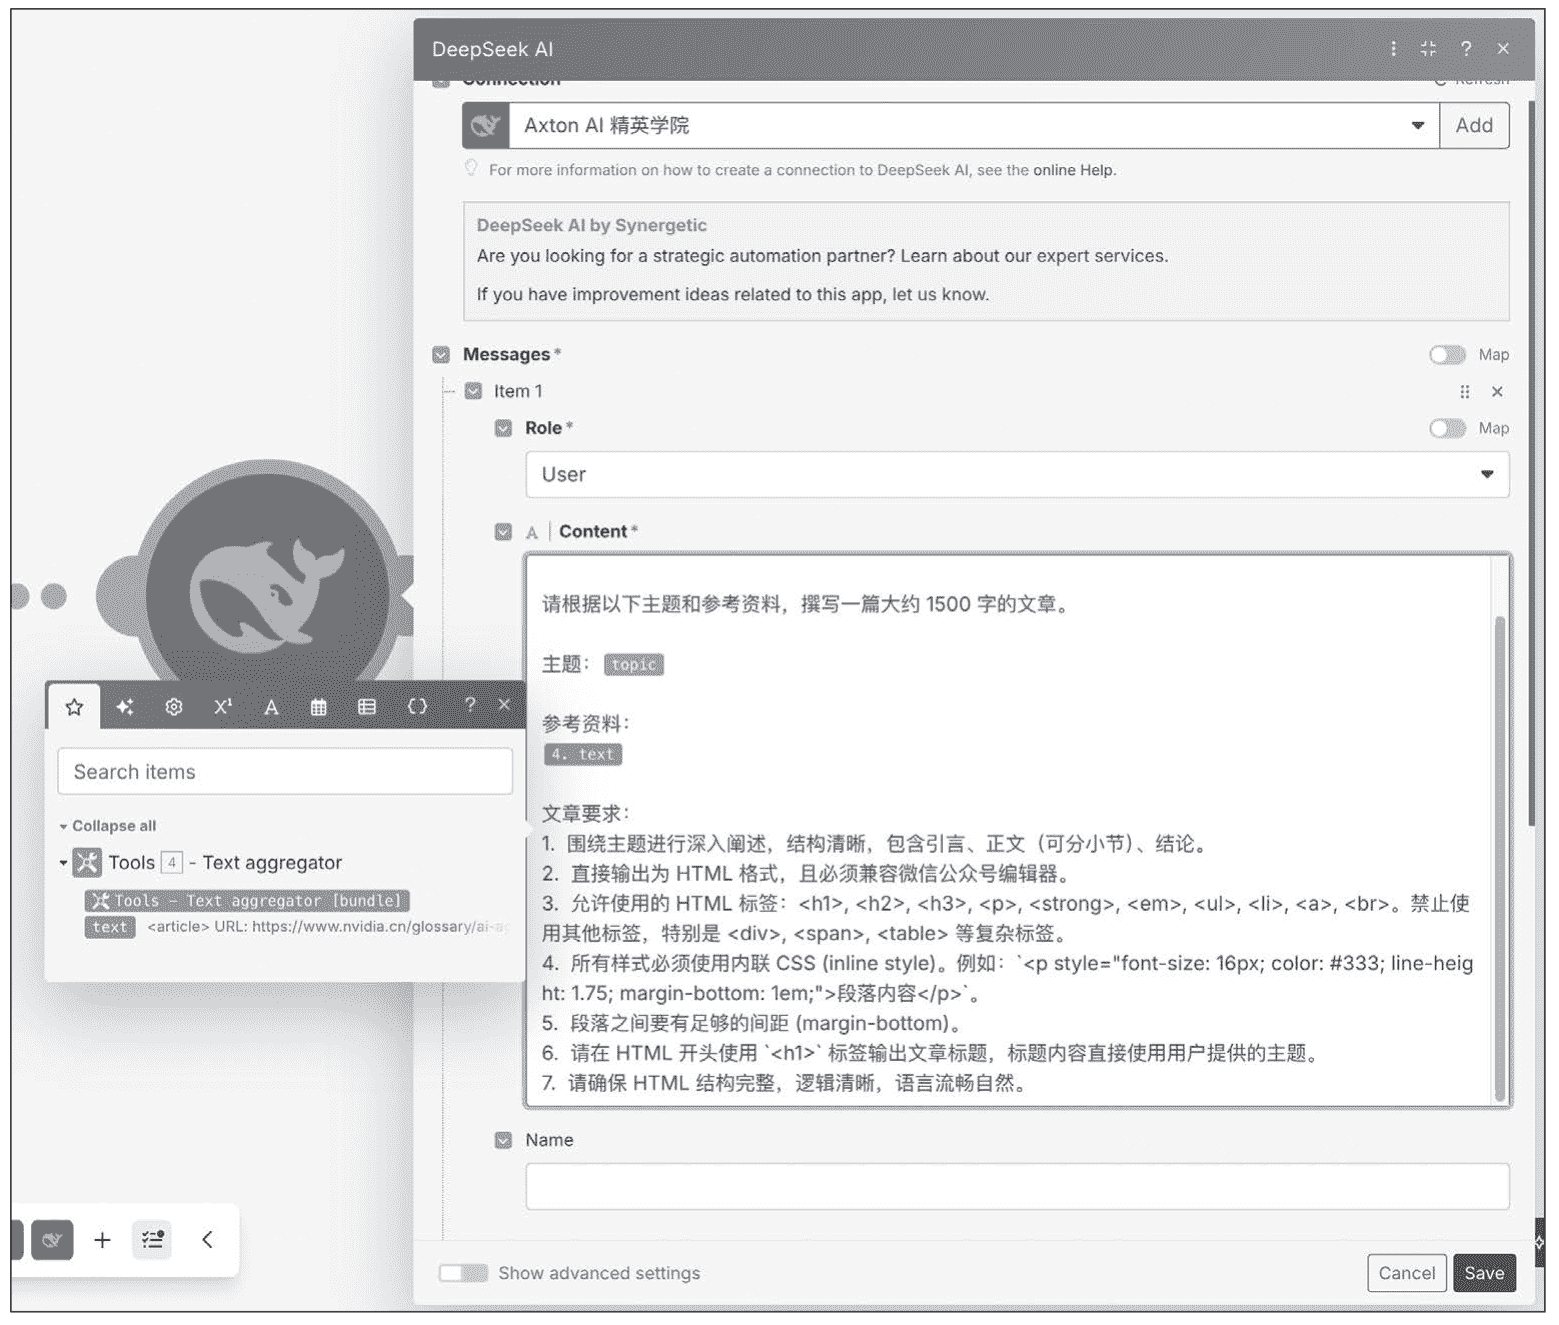 DeepSeek AI
?
Connection
Refresh
Axton AI 精英学院
Add
For more information on how to create a connection to DeepSeek AI, see the online Help.
DeepSeek AI by Synergetic
Are you looking for a strategic automation partner? Learn about our expert services.
If you have improvement ideas related to this app, let us know.
Messages*
Map
Item 1
Role*
Map
User
A | Content*
请根据以下主题和参考资料，撰写一篇大约 1500 字的文章。
主题： topic
参考资料：
4. text
文章要求：
1. 围绕主题进行深入阐述，结构清晰，包含引言、正文（可分小节）、结论。
2. 直接输出为 HTML 格式，且必须兼容微信公众号编辑器。
3. 允许使用的 HTML 标签：<h1>, <h2>, <h3>, <p>, <strong>, <em>, <ul>, <li>, <a>, <br>。禁止使
用其他标签，特别是 <div>, <span>, <table> 等复杂标签。
4. 所有样式必须使用内联 CSS (inline style)。例如：`<p style="font-size: 16px; color: #333; line-heig
ht: 1.75; margin-bottom: 1em;">段落内容</p>`。
5. 段落之间要有足够的间距 (margin-bottom)。
6. 请在 HTML 开头使用 `<h1>` 标签输出文章标题，标题内容直接使用用户提供的主题。
7. 请确保 HTML 结构完整，逻辑清晰，语言流畅自然。
Name
Show advanced settings
Cancel
Save
X¹ A {} ?
Search items
Collapse all
Tools 4 - Text aggregator
Tools - Text aggregator [bundle]
text <article> URL: https://www.nvidia.cn/glossary/ai-a